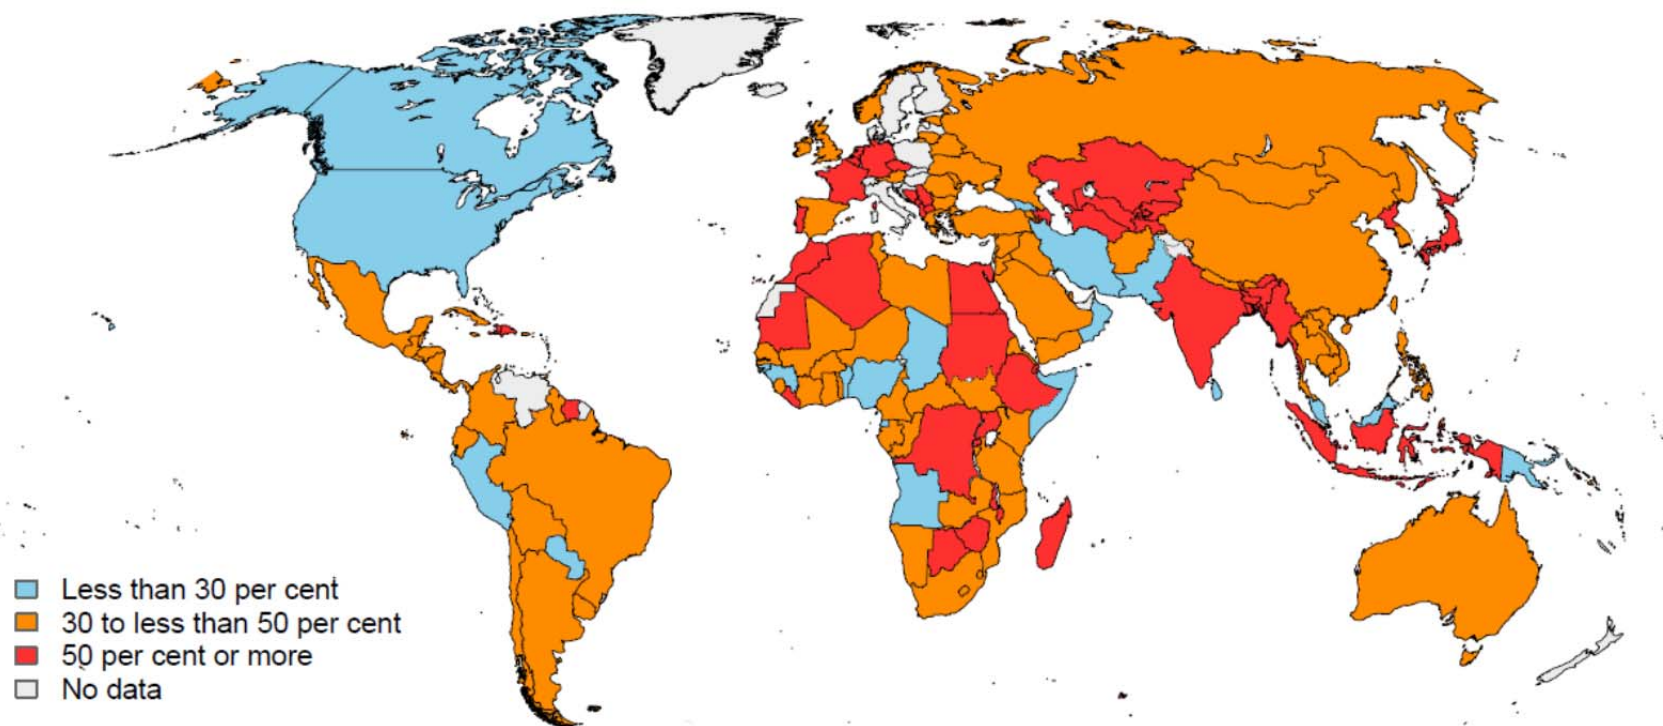 Less than 30 per cent
30 to less than 50 per cent
50 per cent or more
No data